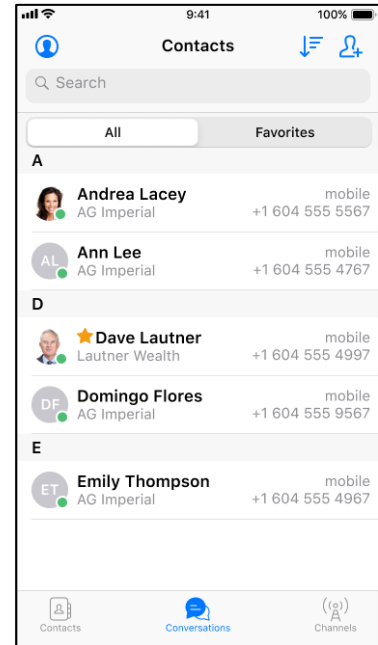 9:41 100%
Contacts
Search
All Favorites
A
Andrea Lacey mobile
AG Imperial +1 604 555 5567
AL Ann Lee mobile
AG Imperial +1 604 555 4767
D
Dave Lautner mobile
Lautner Wealth +1 604 555 4997
DF Domingo Flores mobile
AG Imperial +1 604 555 9567
E
ET Emily Thompson mobile
AG Imperial +1 604 555 4967
Contacts Conversations Channels